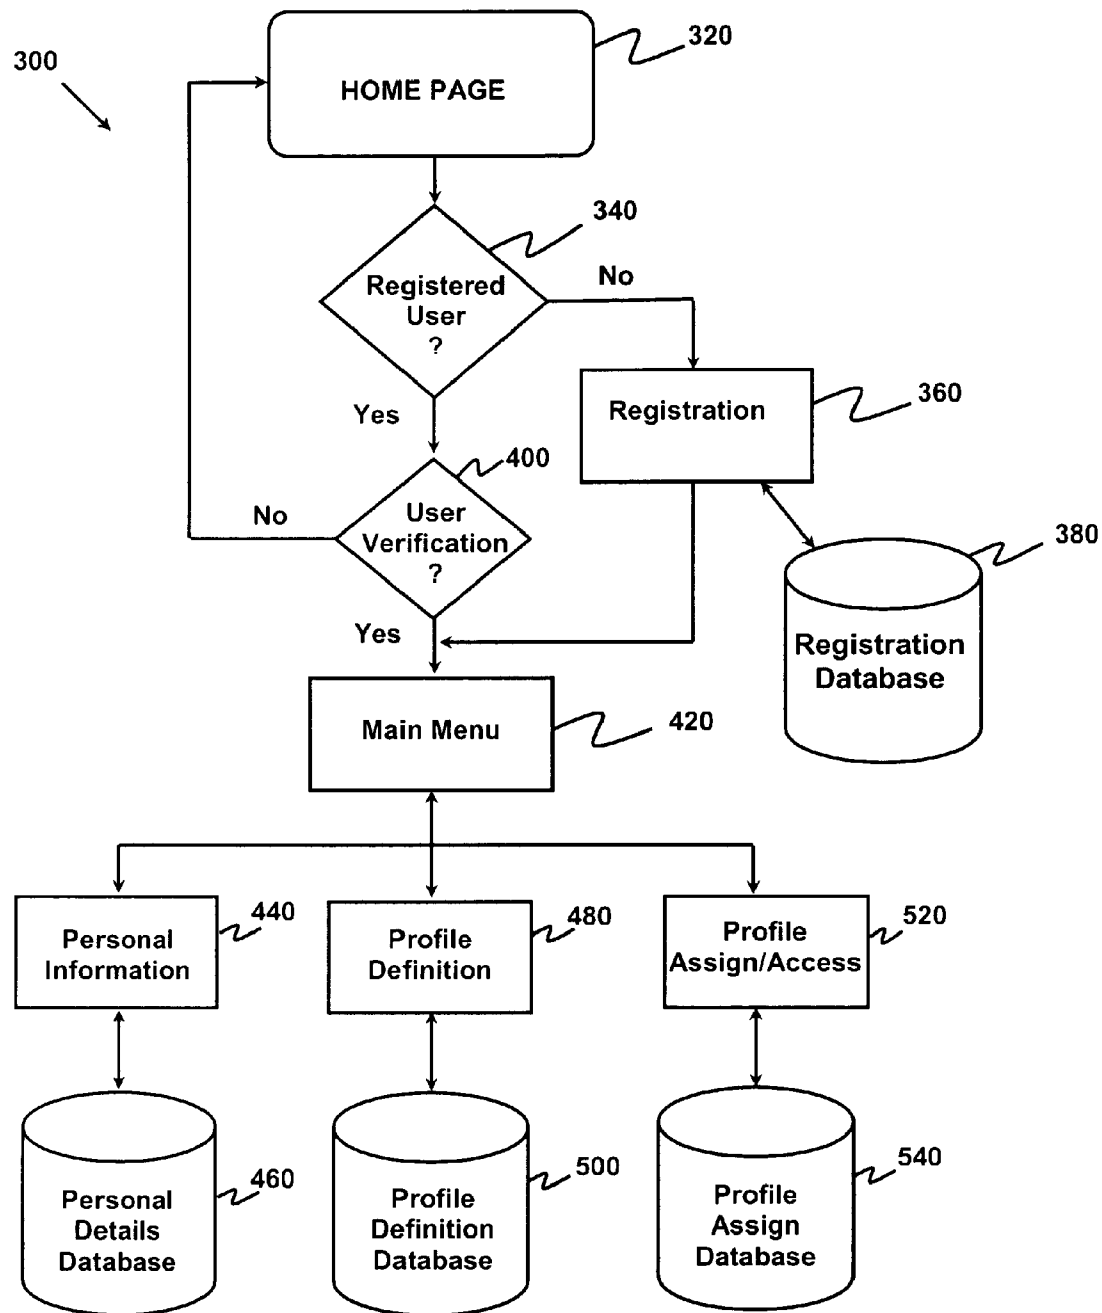 300
320
HOME PAGE
340
Registered
User
?
No
Yes
360
Registration
400
User
Verification
?
No
Yes
380
Registration
Database
Main Menu
420
440
Personal
Information
480
Profile
Definition
520
Profile
Assign/Access
460
Personal
Details
Database
500
Profile
Definition
Database
540
Profile
Assign
Database